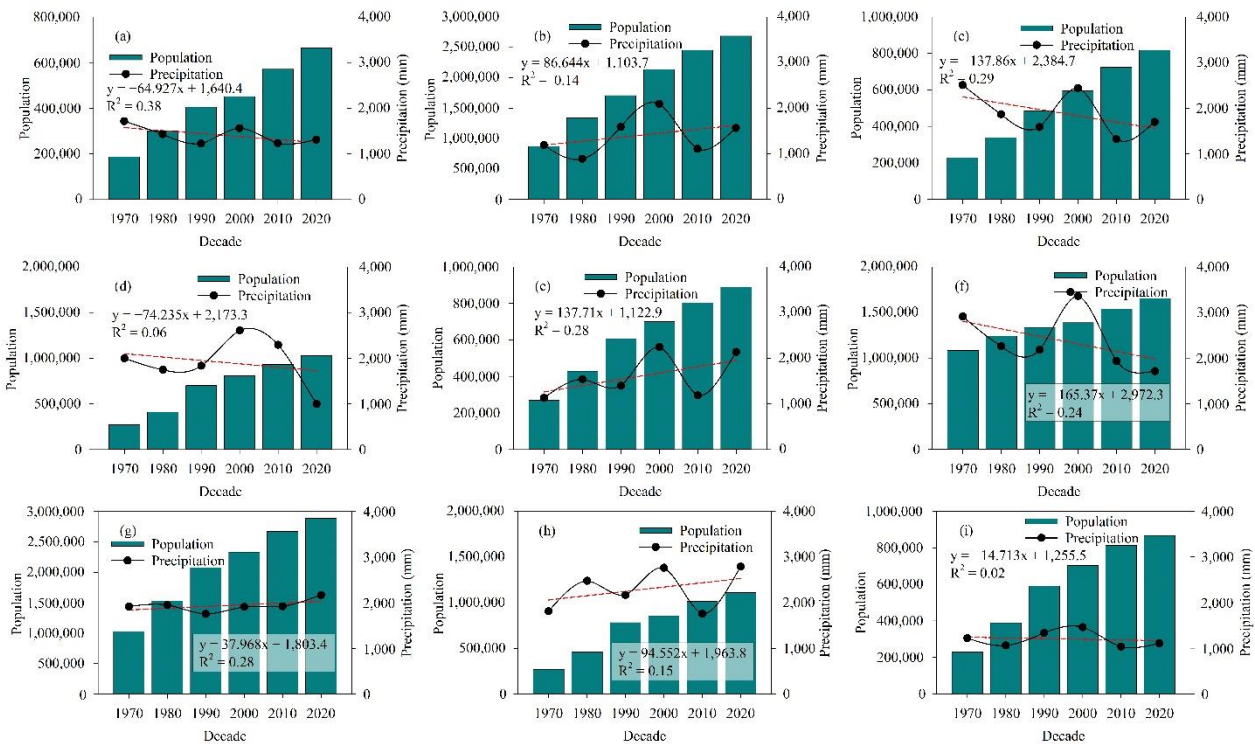 (a)
Population
Precipitation
y = −64.927x + 1,640.4
R² = 0.38
800,000
600,000
400,000
200,000
0
4,000
3,000
2,000
1,000
0
1970 1980 1990 2000 2010 2020
Decade
Population
Precipitation (mm)
(b)
Population
Precipitation
y = 86.644x + 1,103.7
R² – 0.14
3,000,000
2,500,000
2,000,000
1,500,000
1,000,000
500,000
0
4,000
3,000
2,000
1,000
0
1970 1980 1990 2000 2010 2020
Decade
Population
Precipitation (mm)
(c)
Population
Precipitation
y = 137.86x + 2,384.7
R² = 0.29
1,000,000
800,000
600,000
400,000
200,000
0
4,000
3,000
2,000
1,000
0
1970 1980 1990 2000 2010 2020
Decade
Population
Precipitation (mm)
(d)
Population
Precipitation
y = −74.235x + 2,173.3
R² = 0.06
2,000,000
1,500,000
1,000,000
500,000
0
4,000
3,000
2,000
1,000
0
1970 1980 1990 2000 2010 2020
Decade
Population
Precipitation (mm)
(e)
Population
Precipitation
y = 137.71x + 1,122.9
R² – 0.28
1,000,000
800,000
600,000
400,000
200,000
0
4,000
3,000
2,000
1,000
0
1970 1980 1990 2000 2010 2020
Decade
Population
Precipitation (mm)
(f)
Population
Precipitation
y = 165.37x + 2,972.3
R² – 0.24
2,000,000
1,500,000
1,000,000
500,000
0
4,000
3,000
2,000
1,000
0
1970 1980 1990 2000 2010 2020
Decade
Population
Precipitation (mm)
(g)
Population
Precipitation
y = 37.968x – 1,803.4
R² = 0.28
3,000,000
2,500,000
2,000,000
1,500,000
1,000,000
500,000
0
4,000
3,000
2,000
1,000
0
1970 1980 1990 2000 2010 2020
Decade
Population
Precipitation (mm)
(h)
Population
Precipitation
y = 94.552x + 1,963.8
R² = 0.15
2,000,000
1,500,000
1,000,000
500,000
0
4,000
3,000
2,000
1,000
0
1970 1980 1990 2000 2010 2020
Decade
Population
Precipitation (mm)
(i)
Population
Precipitation
y = 14.713x + 1,255.5
R² = 0.02
1,000,000
800,000
600,000
400,000
200,000
0
4,000
3,000
2,000
1,000
0
1970 1980 1990 2000 2010 2020
Decade
Population
Precipitation (mm)